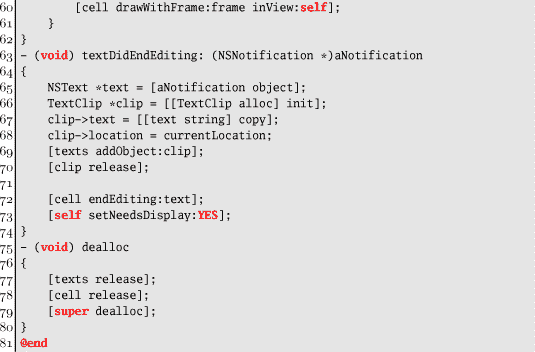 60         [cell drawWithFrame:frame inView:self];
61     }
62 }
63 - (void) textDidEndEditing: (NSNotification *)aNotification
64 {
65     NSText *text = [aNotification object];
66     TextClip *clip = [[TextClip alloc] init];
67     clip->text = [[text string] copy];
68     clip->location = currentLocation;
69     [texts addObject:clip];
70     [clip release];
71
72     [cell endEditing:text];
73     [self setNeedsDisplay:YES];
74 }
75 - (void) dealloc
76 {
77     [texts release];
78     [cell release];
79     [super dealloc];
80 }
81 @end